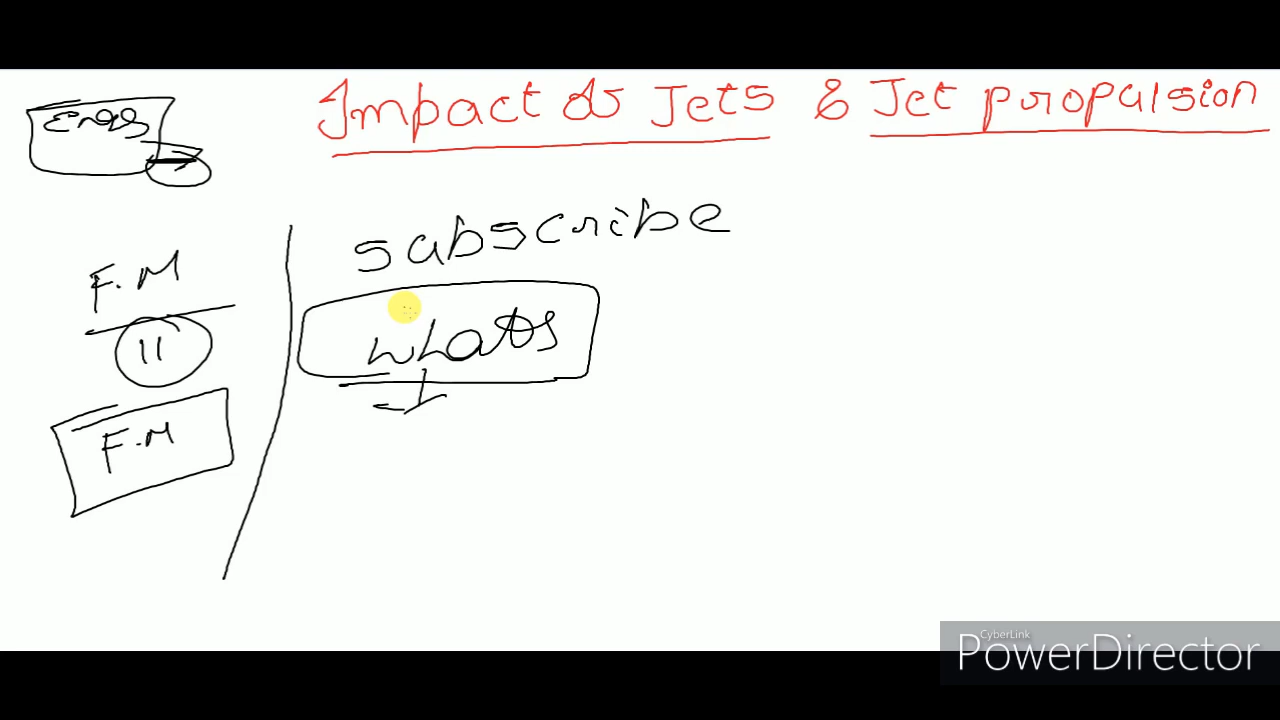 Impact of Jets & Jet propulsion
subscribe
F.M
11
F.M
whats
CyberLink
PowerDirector